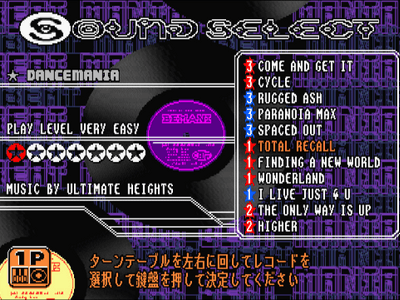 SOUND SELECT
★ DANCEMANIA
BEMANI
PLAY LEVEL VERY EASY
MUSIC BY ULTIMATE HEIGHTS
3 COME AND GET IT
3 CYCLE
3 RUGGED ASH
3 PARANOIA MAX
3 SPACED OUT
1 TOTAL RECALL
1 FINDING A NEW WORLD
1 WONDERLAND
1 I LIVE JUST 4 U
2 THE ONLY WAY IS UP
2 HIGHER
1P
ターンテーブルを左右に回してレコードを
選択して鍵盤を押して決定してください